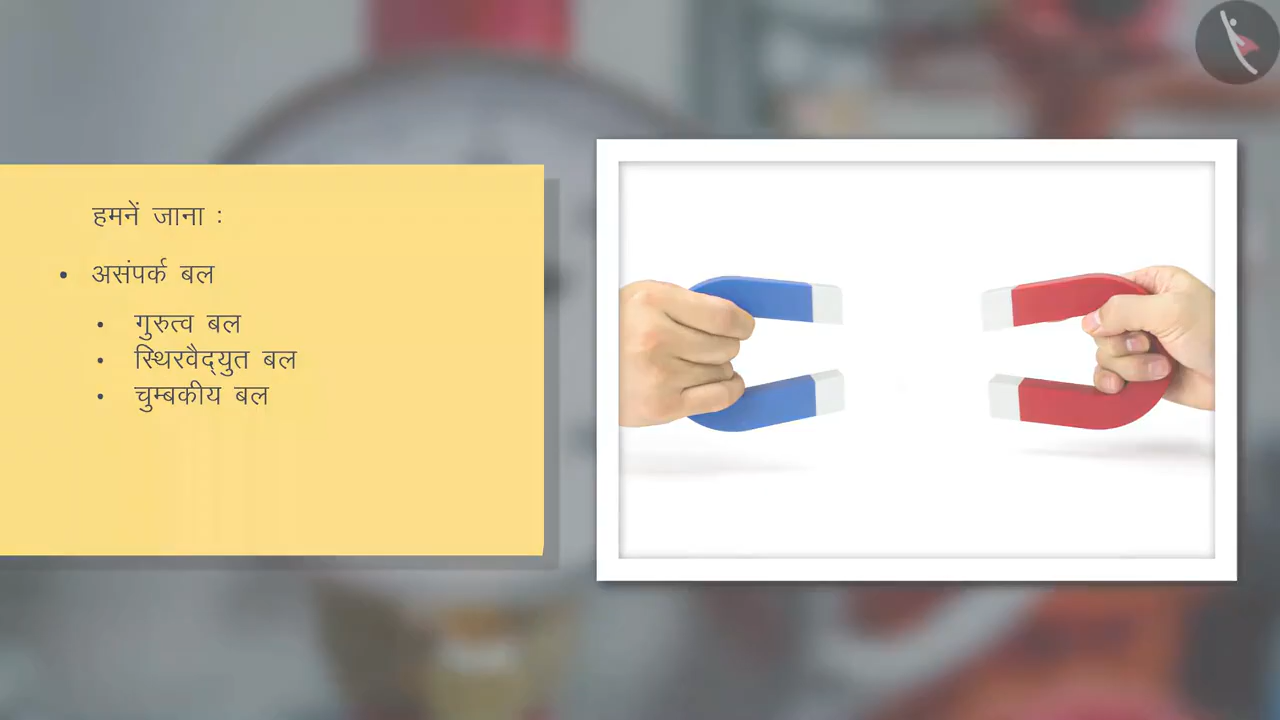 हमनें जाना :
• असंपर्क बल
• गुरुत्व बल
• स्थिरवैद्‌युत बल
• चुम्बकीय बल